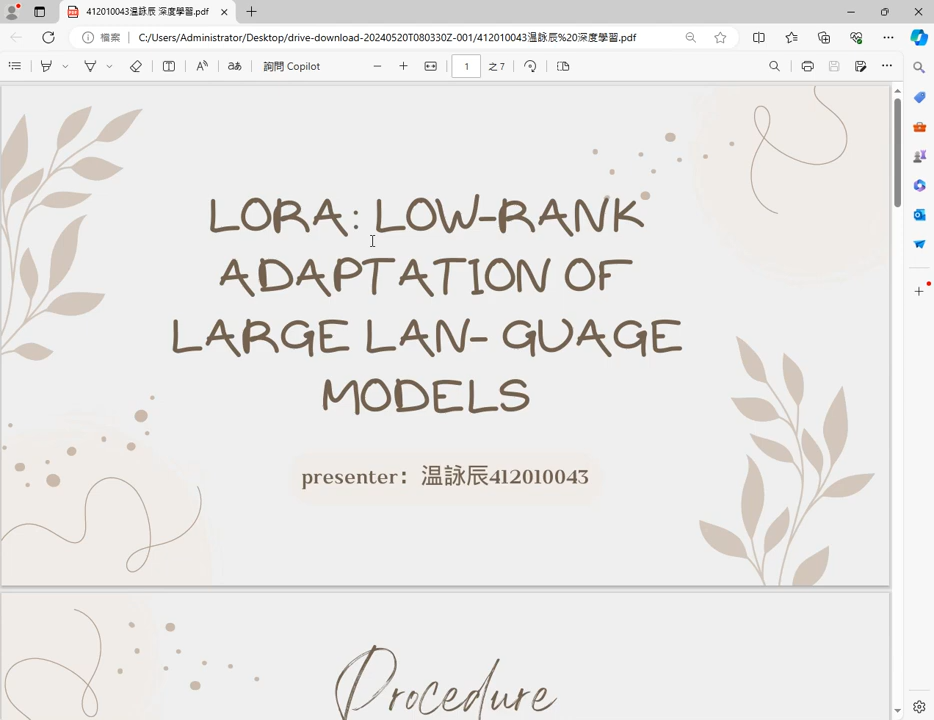 412010043温詠辰 深度學習.pdf
檔案
C:/Users/Administrator/Desktop/drive-download-20240520T080330Z-001/412010043温詠辰%20深度學習.pdf
詢問 Copilot
1 之7
LORA: LOW-RANK
ADAPTATION OF
LARGE LAN- GUAGE
MODELS
presenter：温詠辰412010043
Procedure